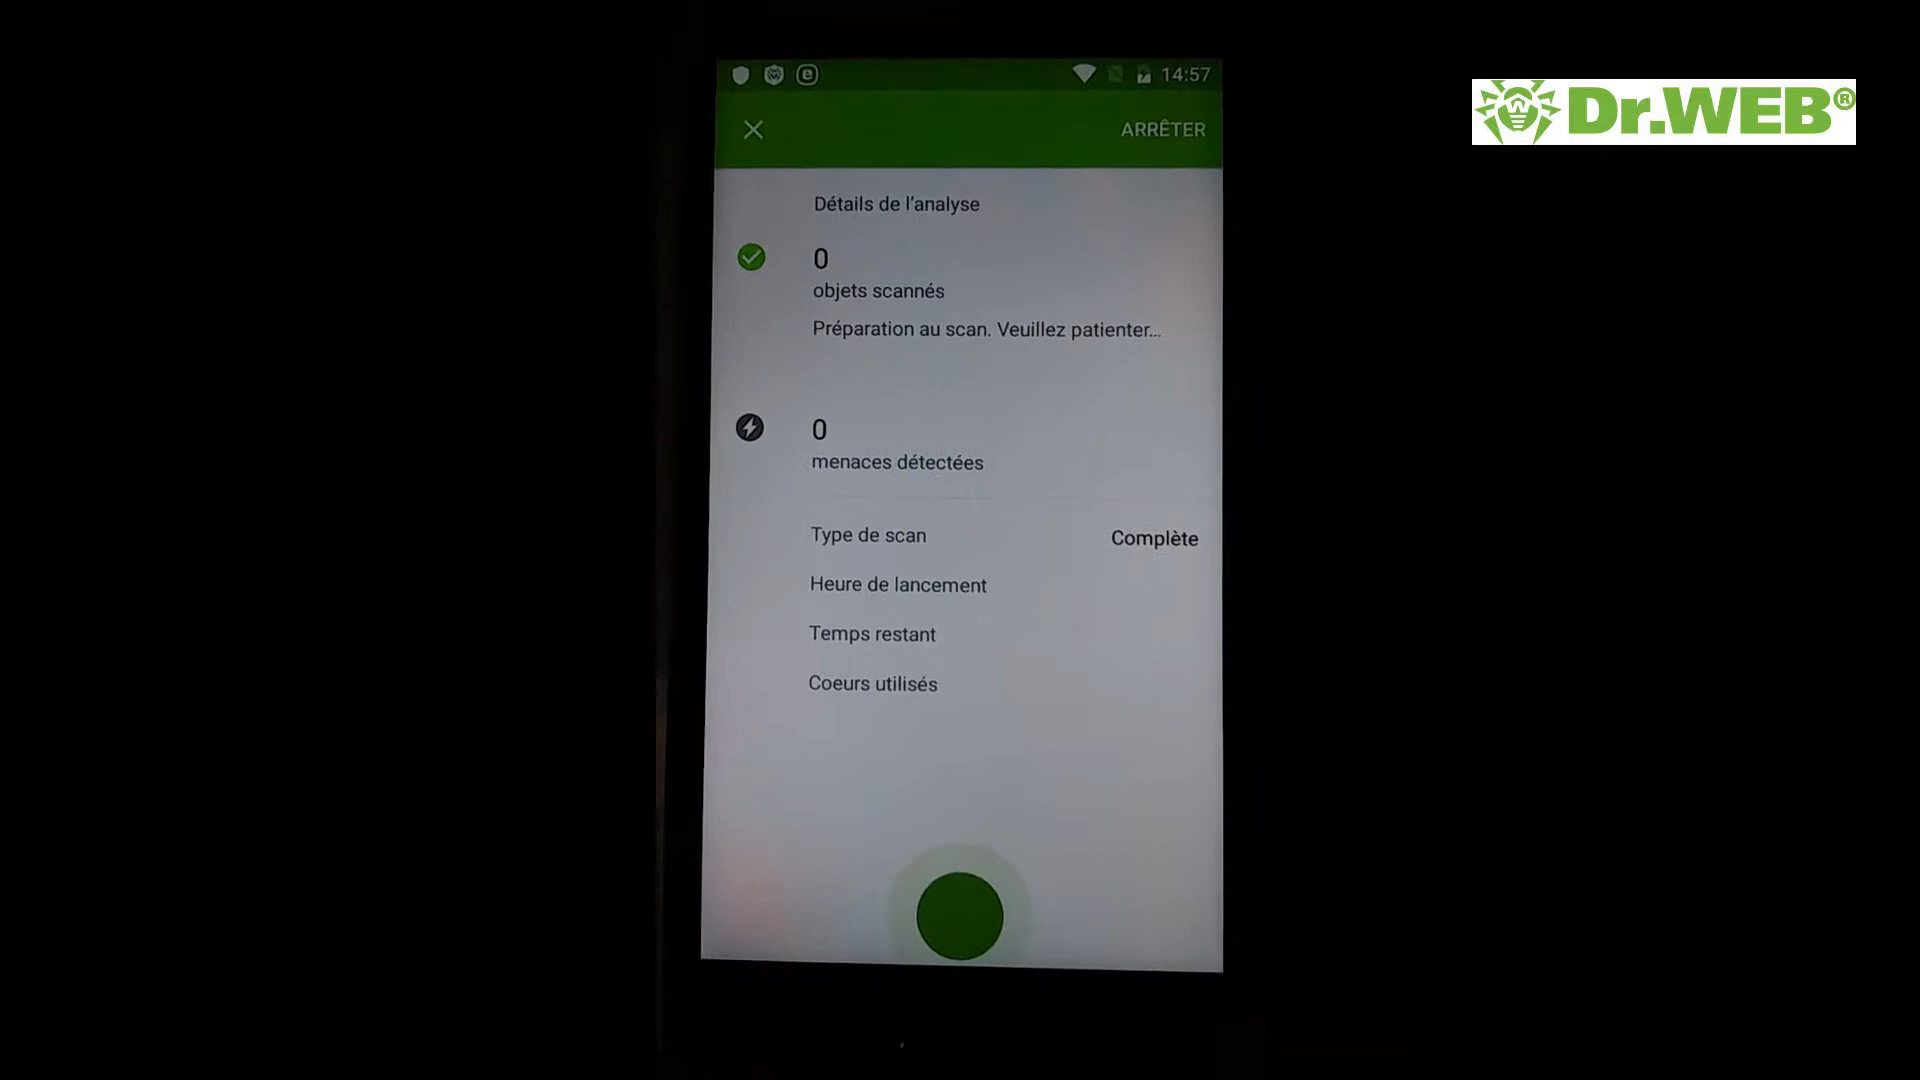 14:57
Dr.WEB®
ARRÊTER
Détails de l'analyse
0
objets scannés
Préparation au scan. Veuillez patienter...
0
menaces détectées
Type de scan
Complète
Heure de lancement
Temps restant
Coeurs utilisés